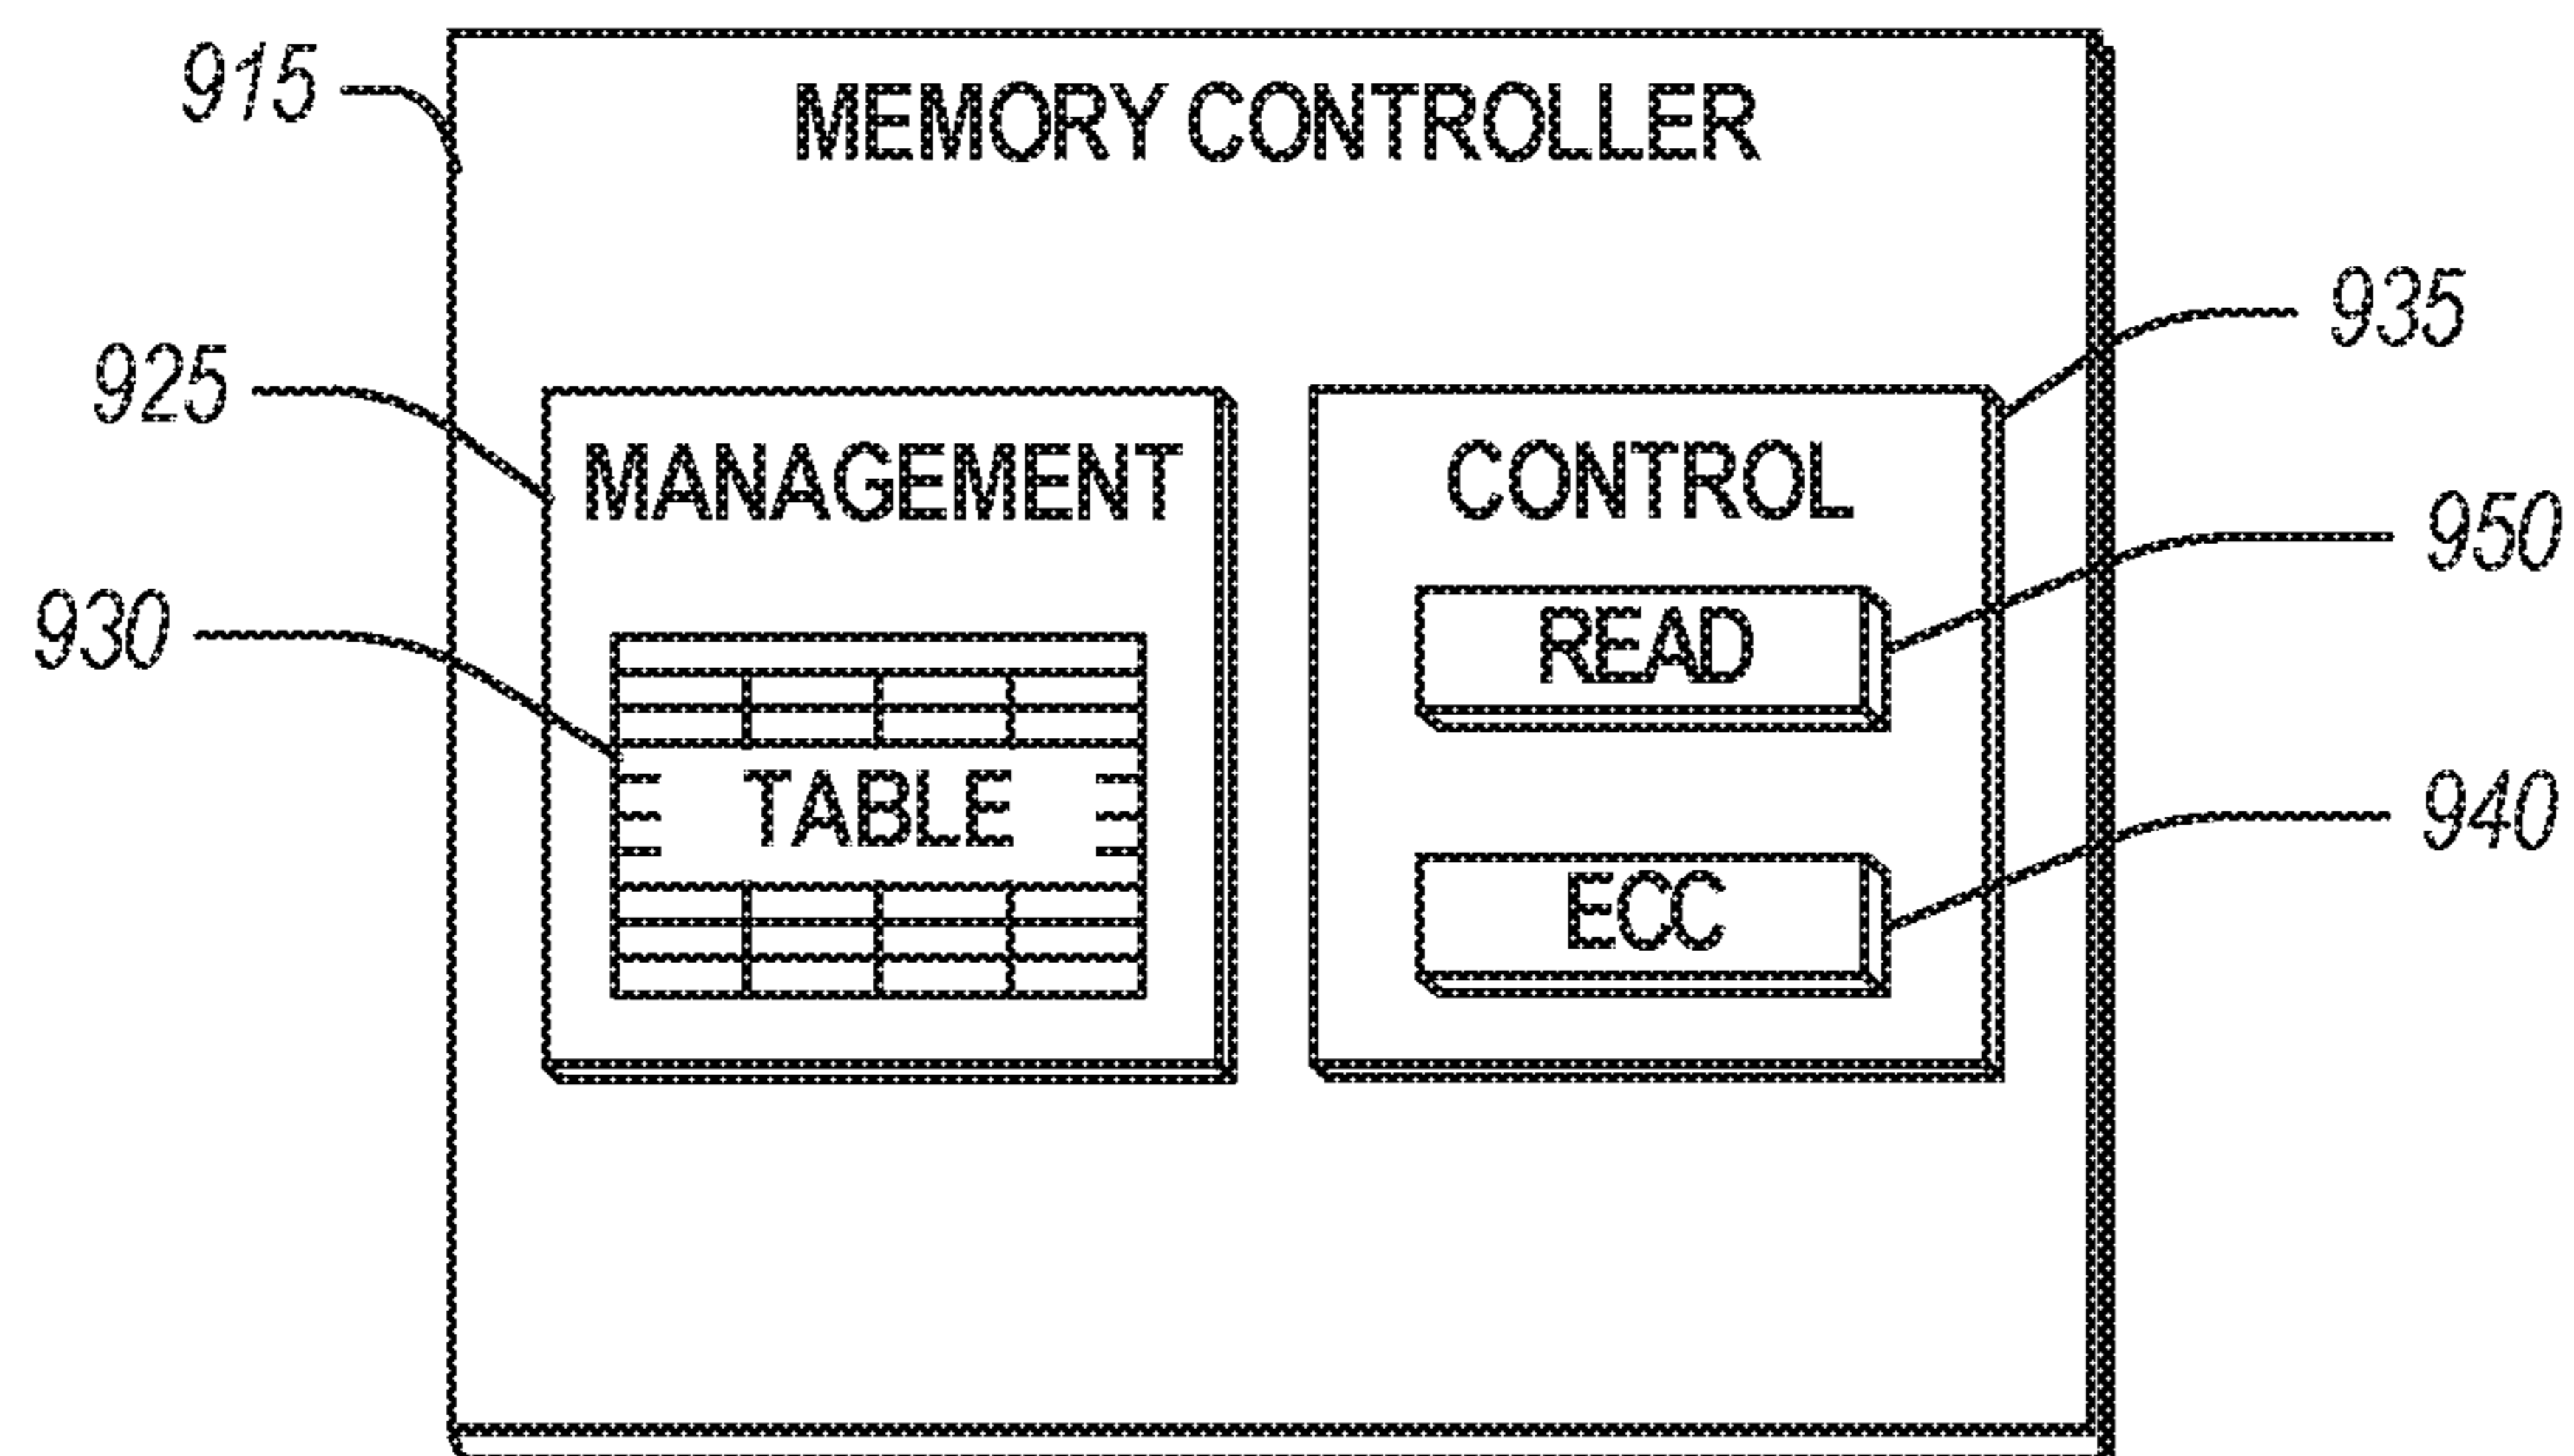 915
MEMORY CONTROLLER
935
925
MANAGEMENT
CONTROL
950
930
READ
TABLE
940
ECC